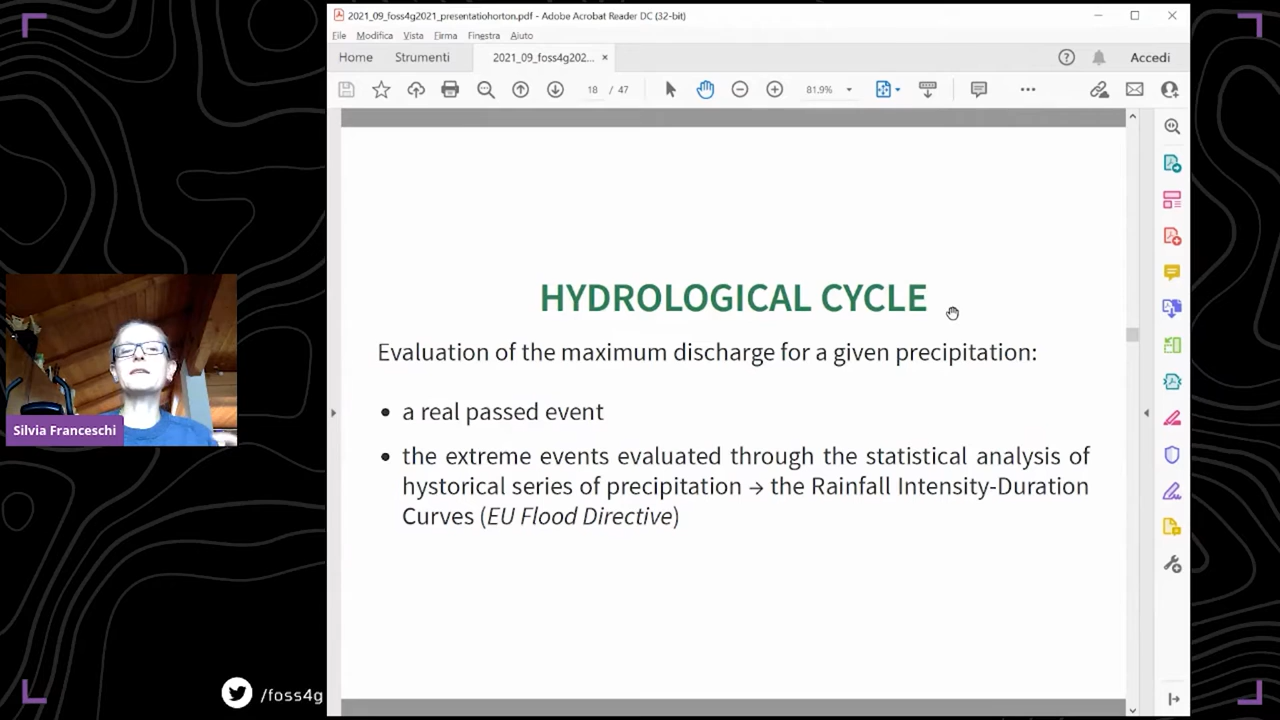 2021_09_foss4g2021_presentatiohorton.pdf - Adobe Acrobat Reader DC (32-bit)
File Modifica Vista Firma Finestra Aiuto
Home Strumenti 2021_09_foss4g202... × Accedi
18 / 47 81.9%
HYDROLOGICAL CYCLE
Evaluation of the maximum discharge for a given precipitation:
• a real passed event
• the extreme events evaluated through the statistical analysis of
hystorical series of precipitation → the Rainfall Intensity-Duration
Curves (EU Flood Directive)
Silvia Franceschi
/foss4g